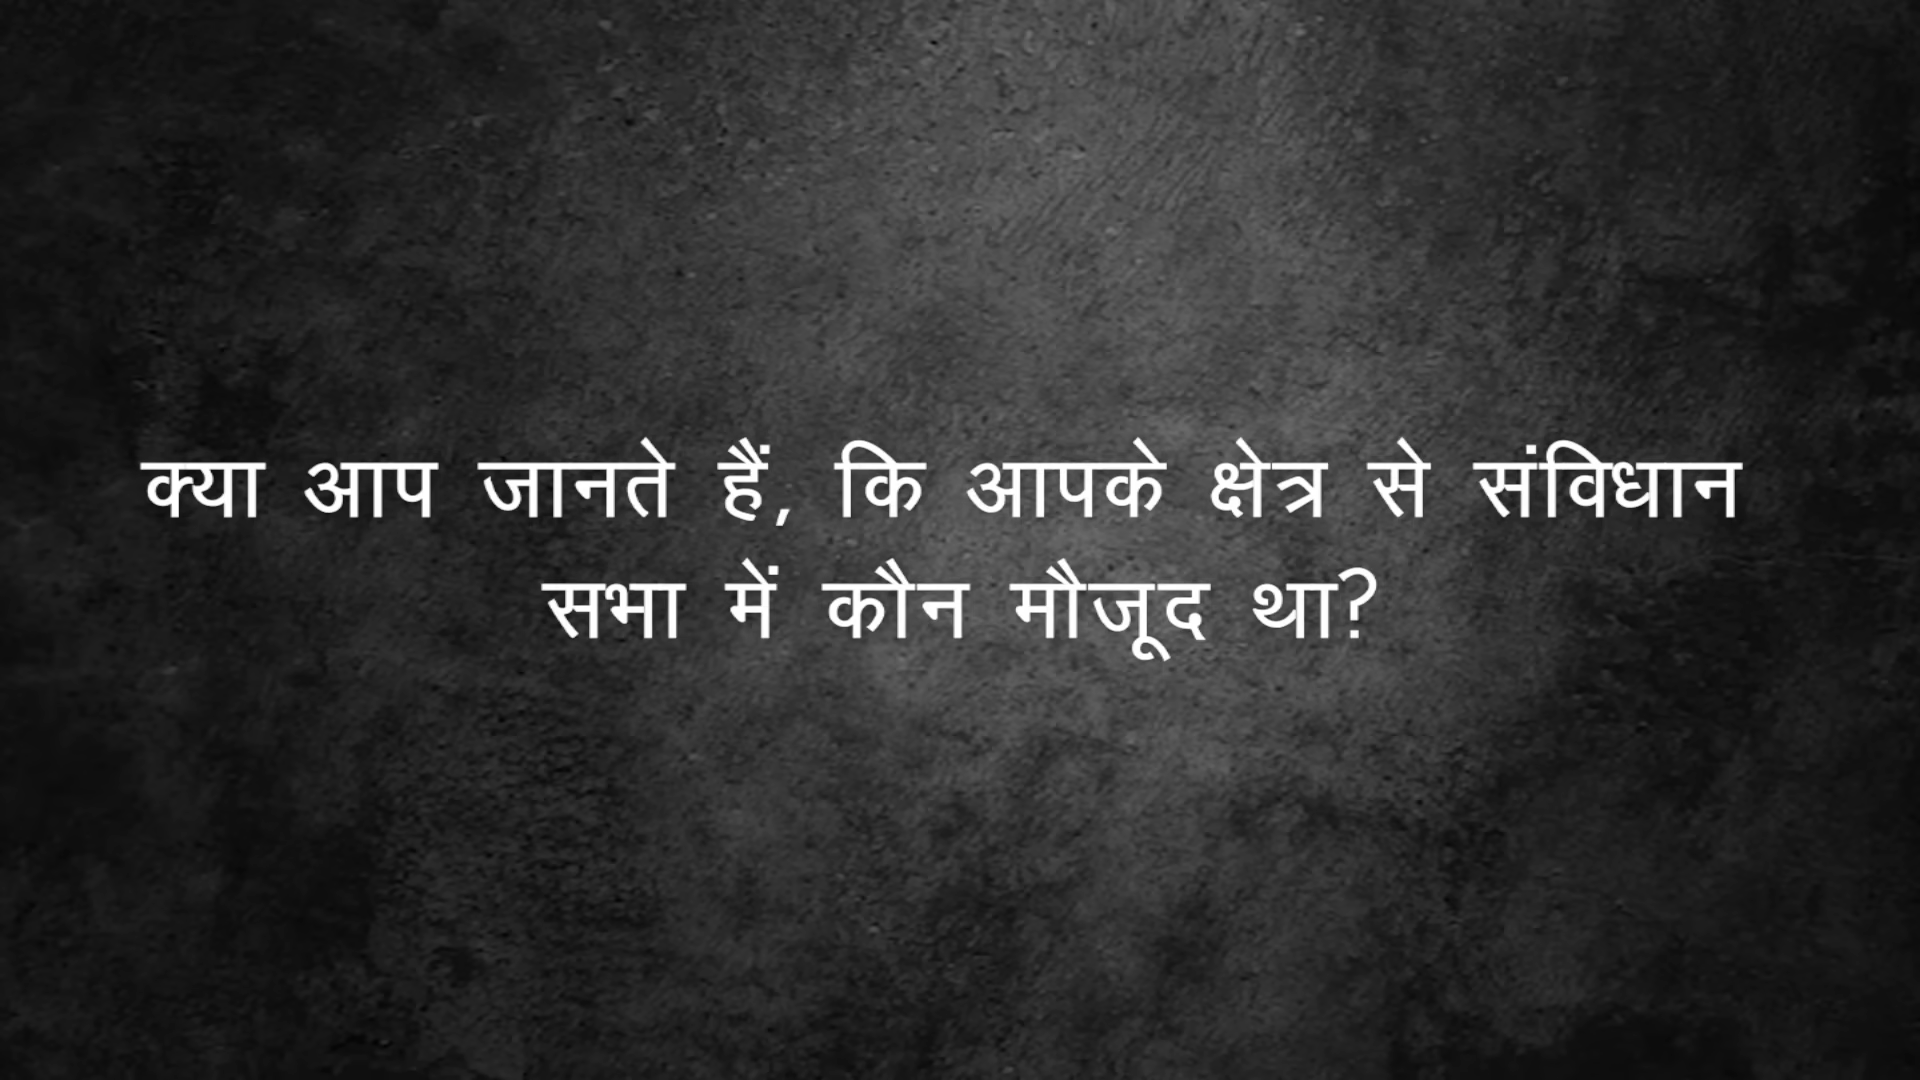 क्या आप जानते हैं, कि आपके क्षेत्र से संविधान
सभा में कौन मौजूद था?